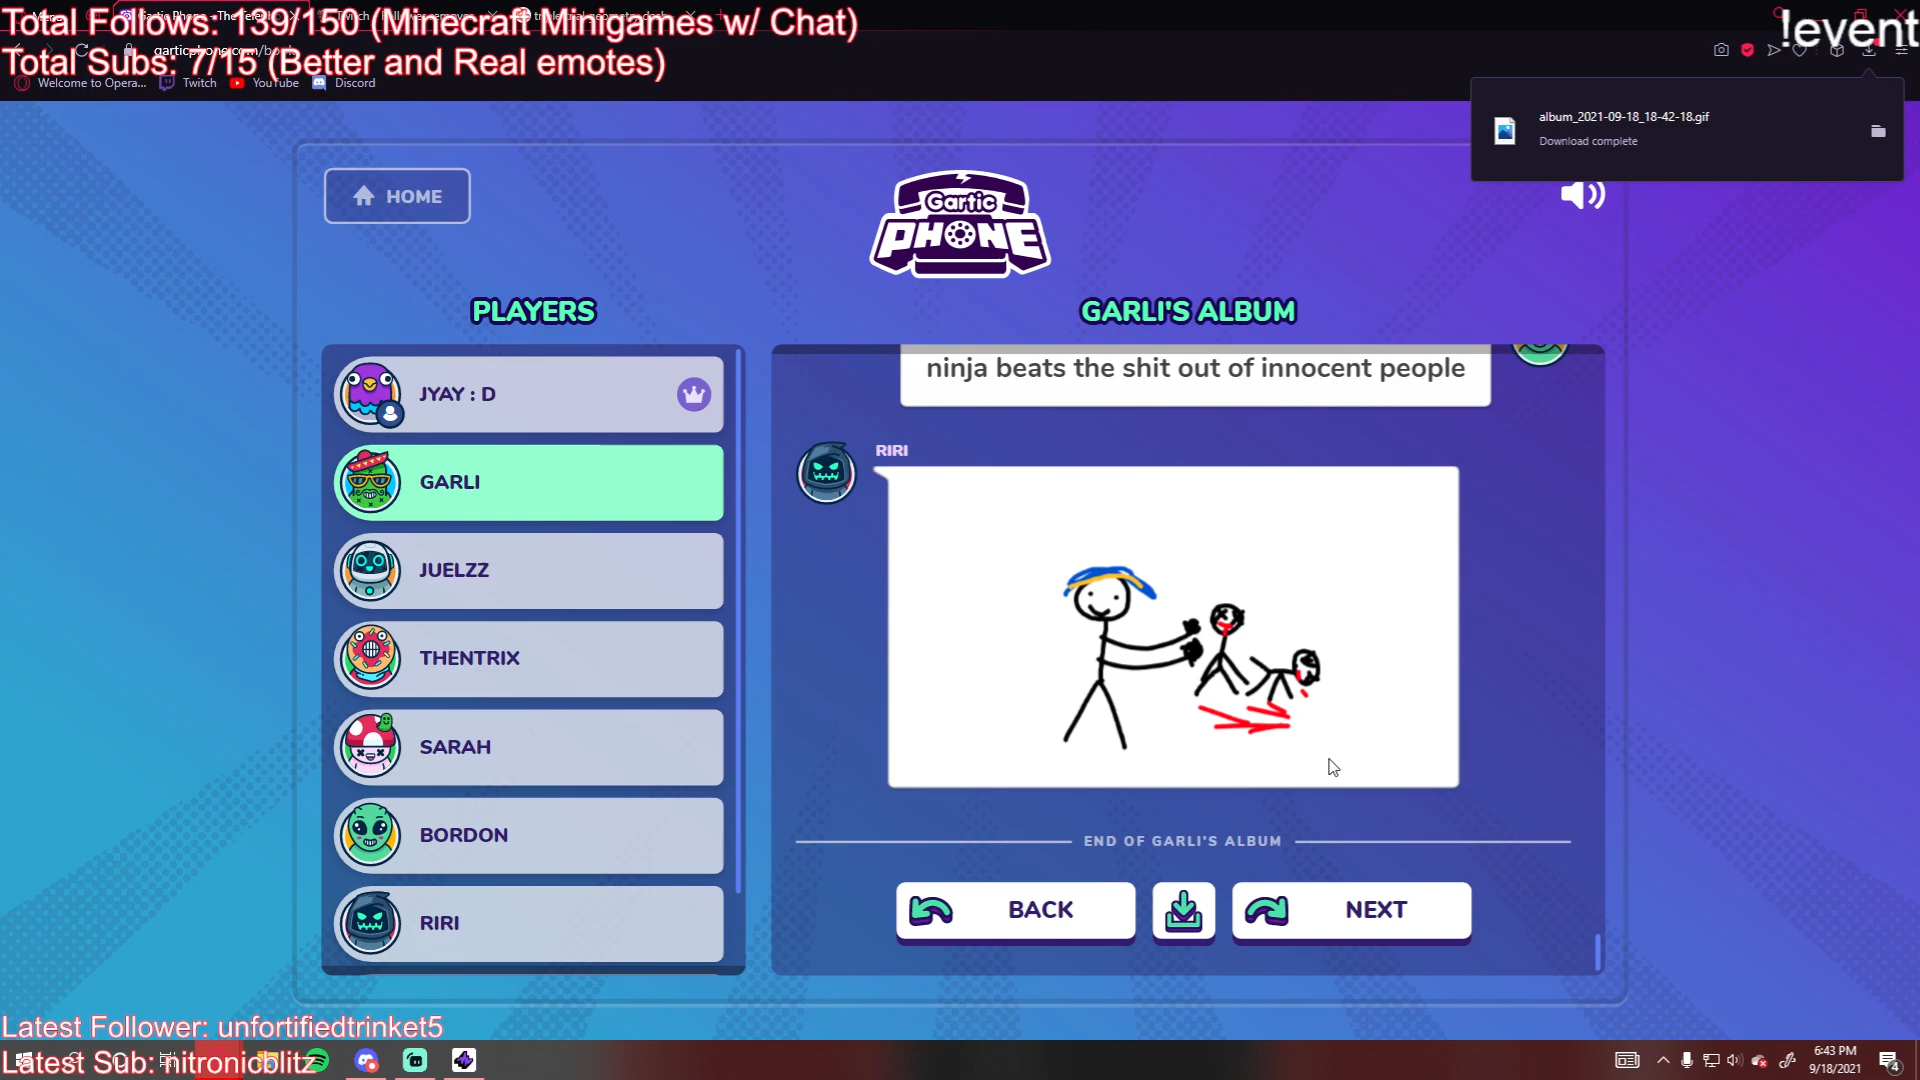 Total Follows: 139/150 (Minecraft Minigames w/ Chat)
!event
Total Subs: 7/15 (Better and Real emotes)
Welcome to Opera...
Twitch
YouTube
Discord
album_2021-09-18_18-42-18.gif
Download complete
HOME
Gartic
PHONE
PLAYERS
GARLI'S ALBUM
JYAY : D
GARLI
JUELZZ
THENTRIX
SARAH
BORDON
RIRI
ninja beats the shit out of innocent people
RIRI
END OF GARLI'S ALBUM
BACK
NEXT
Latest Follower: unfortifiedtrinket5
Latest Sub: nitronicblitz
6:43 PM
9/18/2021
4